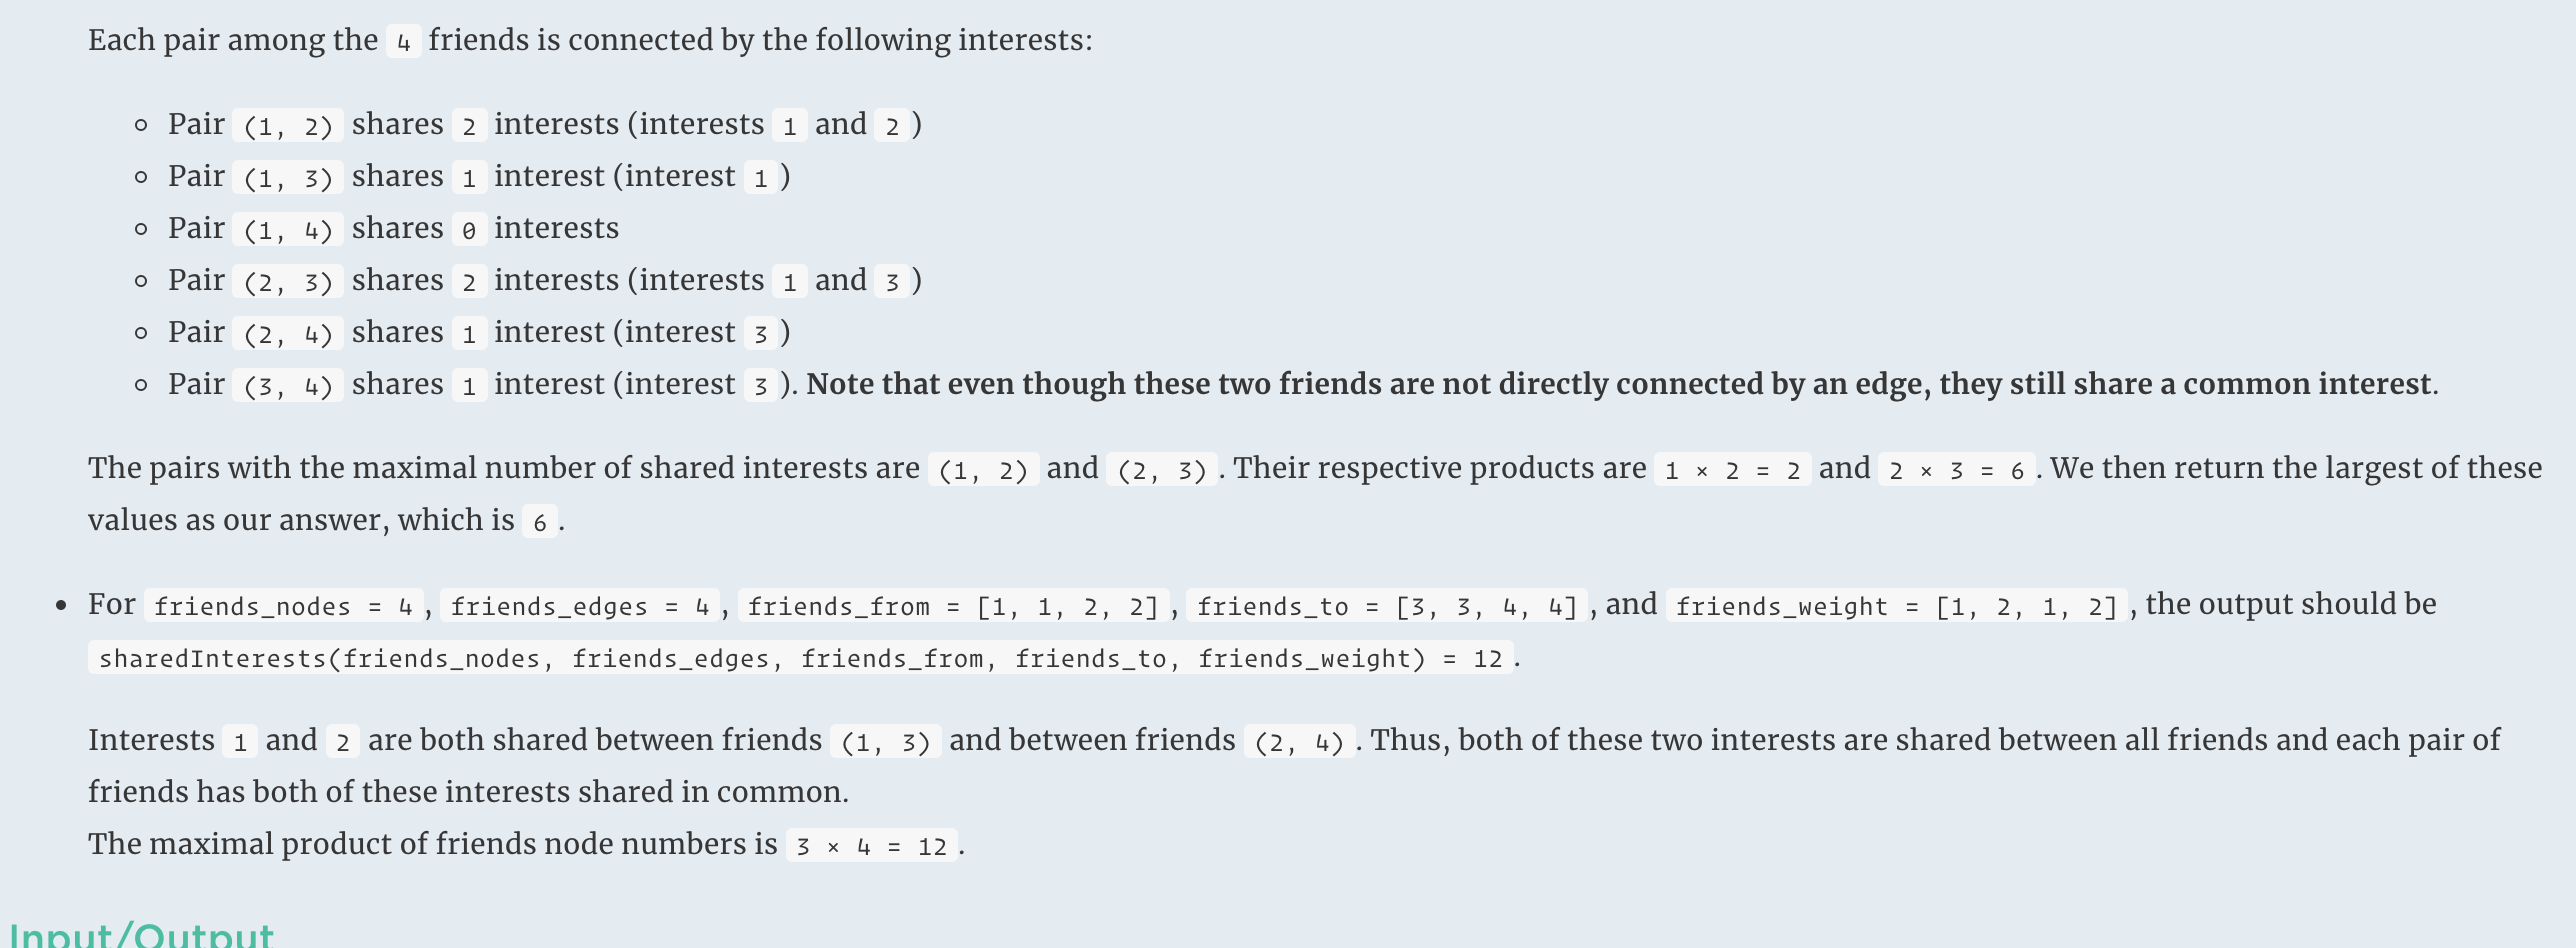 Each pair among the 4 friends is connected by the following interests:
Pair (1, 2) shares 2 interests (interests 1 and 2)
Pair (1, 3) shares 1 interest (interest 1)
Pair (1, 4) shares 0 interests
Pair (2, 3) shares 2 interests (interests 1 and 3)
Pair (2, 4) shares 1 interest (interest 3)
Pair (3, 4) shares 1 interest (interest 3). Note that even though these two friends are not directly connected by an edge, they still share a common interest.
The pairs with the maximal number of shared interests are (1, 2) and (2, 3). Their respective products are 1 × 2 = 2 and 2 × 3 = 6. We then return the largest of these
values as our answer, which is 6.
For friends_nodes = 4, friends_edges = 4, friends_from = [1, 1, 2, 2], friends_to = [3, 3, 4, 4], and friends_weight = [1, 2, 1, 2], the output should be
sharedInterests(friends_nodes, friends_edges, friends_from, friends_to, friends_weight) = 12.
Interests 1 and 2 are both shared between friends (1, 3) and between friends (2, 4). Thus, both of these two interests are shared between all friends and each pair of
friends has both of these interests shared in common.
The maximal product of friends node numbers is 3 × 4 = 12.
Input/Output